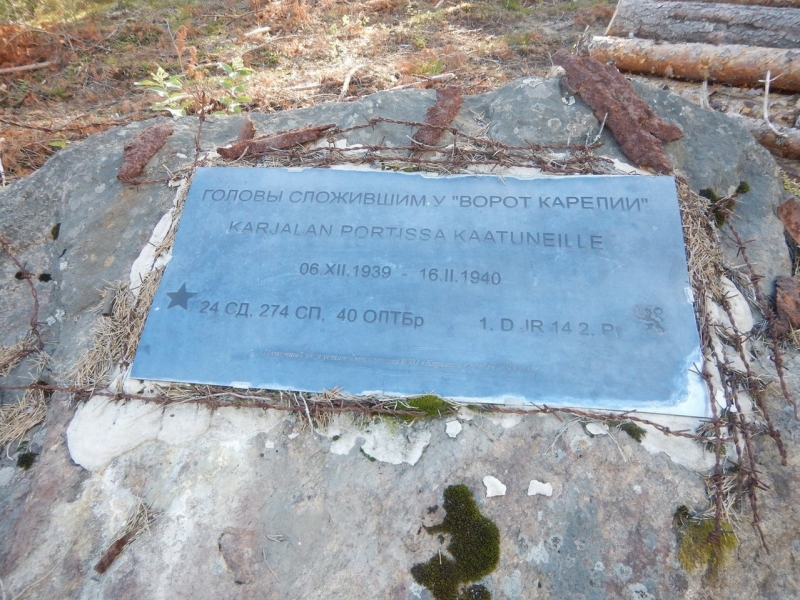 ГОЛОВЫ СЛОЖИВШИМ У "ВОРОТ КАРЕЛИИ"
KARJALAN PORTISSA KAATUNEILLE
06 XII.1939 - 16.II.1940
24 СД. 274 СП. 40 ОЛТБр 1. D JR 14 2. Pr